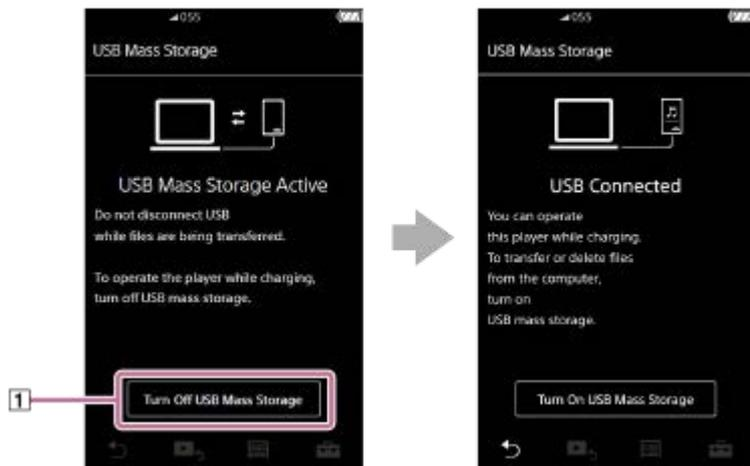 055
USB Mass Storage
USB Mass Storage Active
Do not disconnect USB
while files are being transferred.
To operate the player while charging,
turn off USB mass storage.
Turn Off USB Mass Storage
1
055
USB Mass Storage
USB Connected
You can operate
this player while charging.
To transfer or delete files
from the computer,
turn on
USB mass storage.
Turn On USB Mass Storage